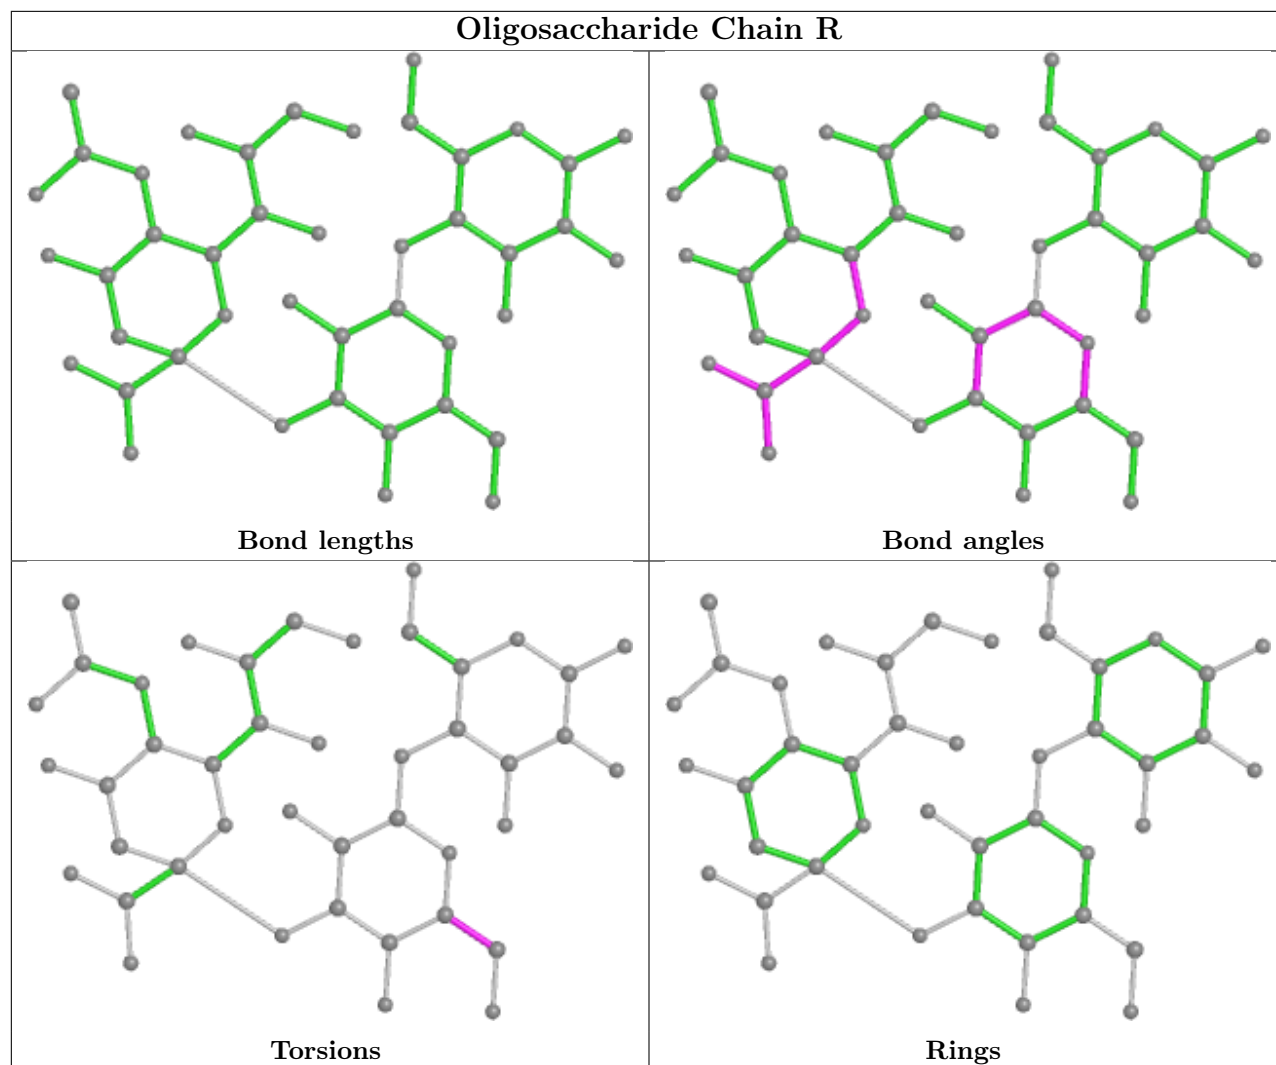 Oligosaccharide Chain R
Bond lengths
Bond angles
Torsions
Rings